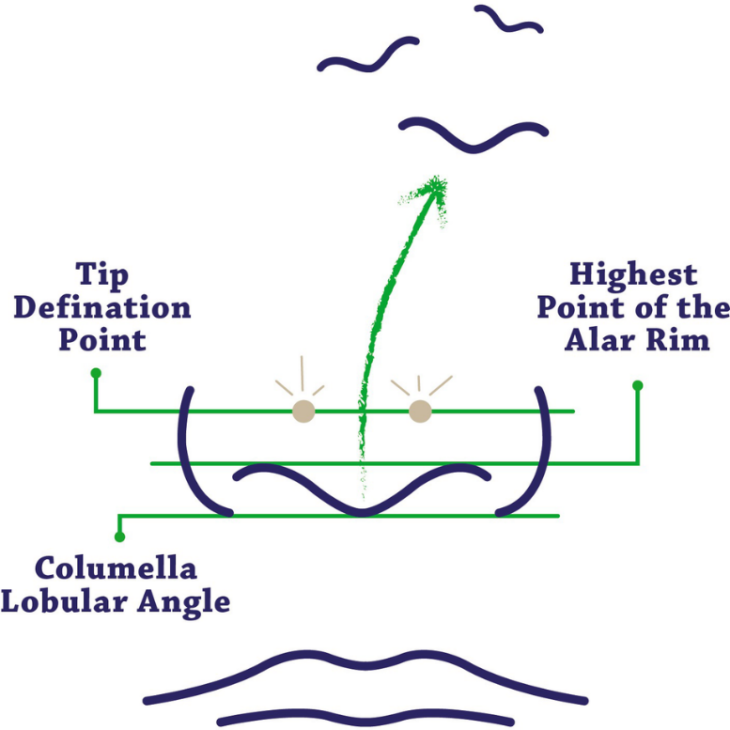 Tip
Defination
Point
Highest
Point of the
Alar Rim
Columella
Lobular Angle